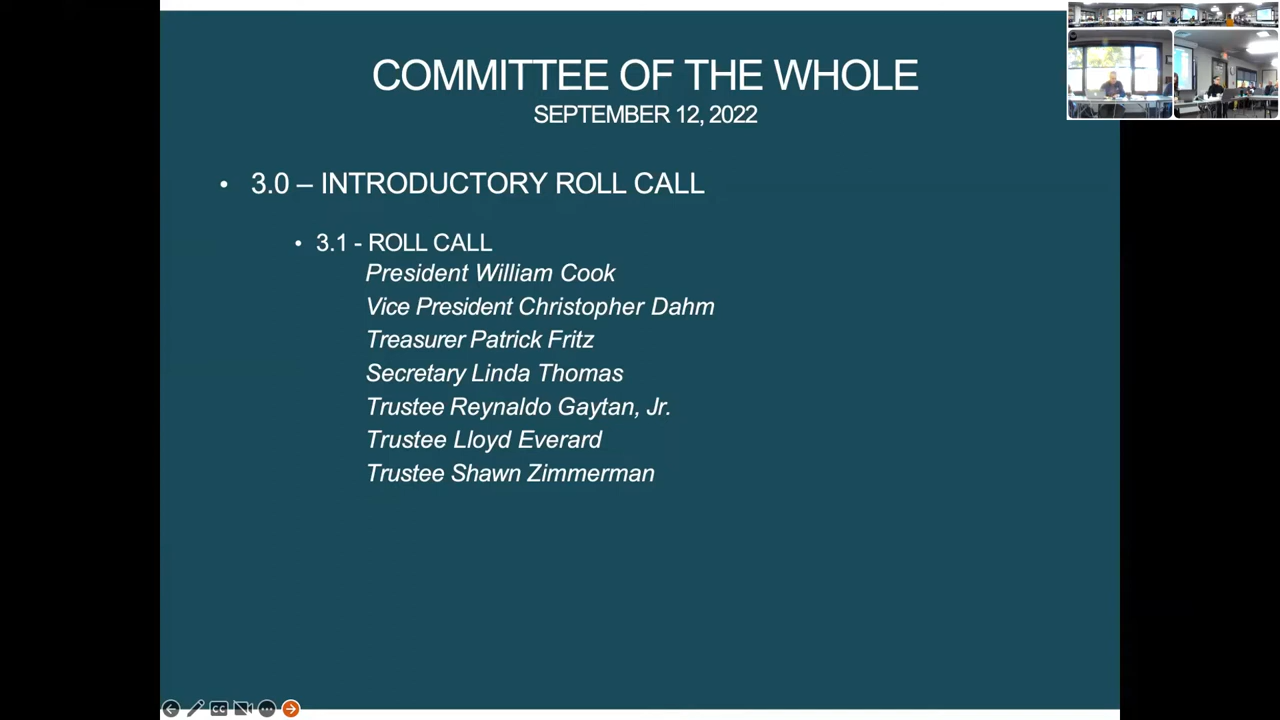 COMMITTEE OF THE WHOLE
SEPTEMBER 12, 2022
• 3.0 – INTRODUCTORY ROLL CALL
• 3.1 - ROLL CALL
President William Cook
Vice President Christopher Dahm
Treasurer Patrick Fritz
Secretary Linda Thomas
Trustee Reynaldo Gaytan, Jr.
Trustee Lloyd Everard
Trustee Shawn Zimmerman
CC